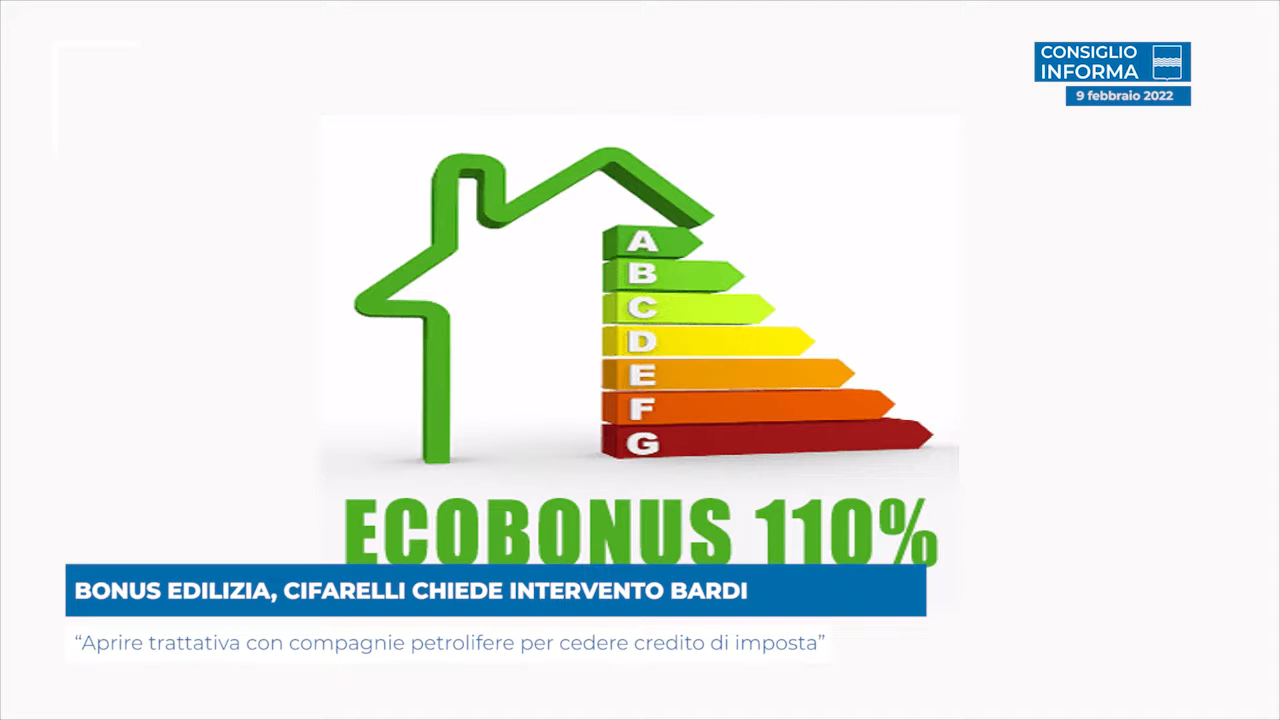 CONSIGLIO
INFORMA
9 febbraio 2022
A
B
C
D
E
F
G
ECOBONUS 110%
BONUS EDILIZIA, CIFARELLI CHIEDE INTERVENTO BARDI
“Aprire trattativa con compagnie petrolifere per cedere credito di imposta”